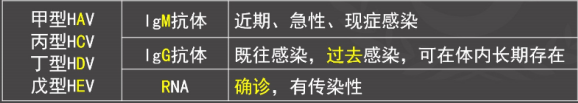 甲型HAV
丙型HCV
丁型HDV
戊型HEV
IgM抗体
近期、急性、现症感染
IgG抗体
既往感染，过去感染，可在体内长期存在
RNA
确诊，有传染性